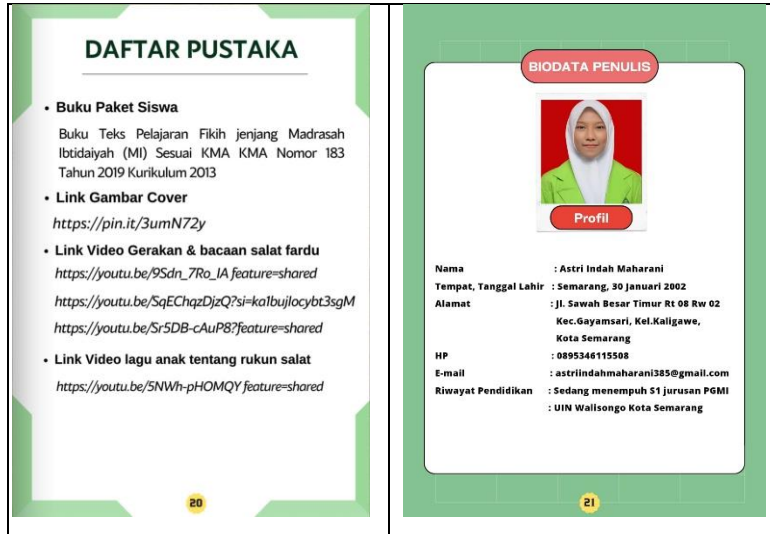 DAFTAR PUSTAKA
• Buku Paket Siswa
Buku Teks Pelajaran Fikih jenjang Madrasah
Ibtidaiyah (MI) Sesuai KMA KMA Nomor 183
Tahun 2019 Kurikulum 2013
• Link Gambar Cover
https://pin.it/3umN72y
• Link Video Gerakan & bacaan salat fardu
https://youtu.be/9Sdn_7Ro_IA feature=shared
https://youtu.be/SqEChqzDjzQ?si=ka1bujlocybt3sgM
https://youtu.be/Sr5DB-cAuP8?feature=shared
• Link Video lagu anak tentang rukun salat
https://youtu.be/5NWh-pHOMQY feature=shared
20
BIODATA PENULIS
Profil
Nama : Astri Indah Maharani
Tempat, Tanggal Lahir : Semarang, 30 Januari 2002
Alamat : Jl. Sawah Besar Timur Rt 08 Rw 02
Kec.Gayamsari, Kel.Kaligawe,
Kota Semarang
HP : 0895346115508
E-mail : astriindahmaharani385@gmail.com
Riwayat Pendidikan : Sedang menempuh S1 jurusan PGMI
: UIN Walisongo Kota Semarang
21